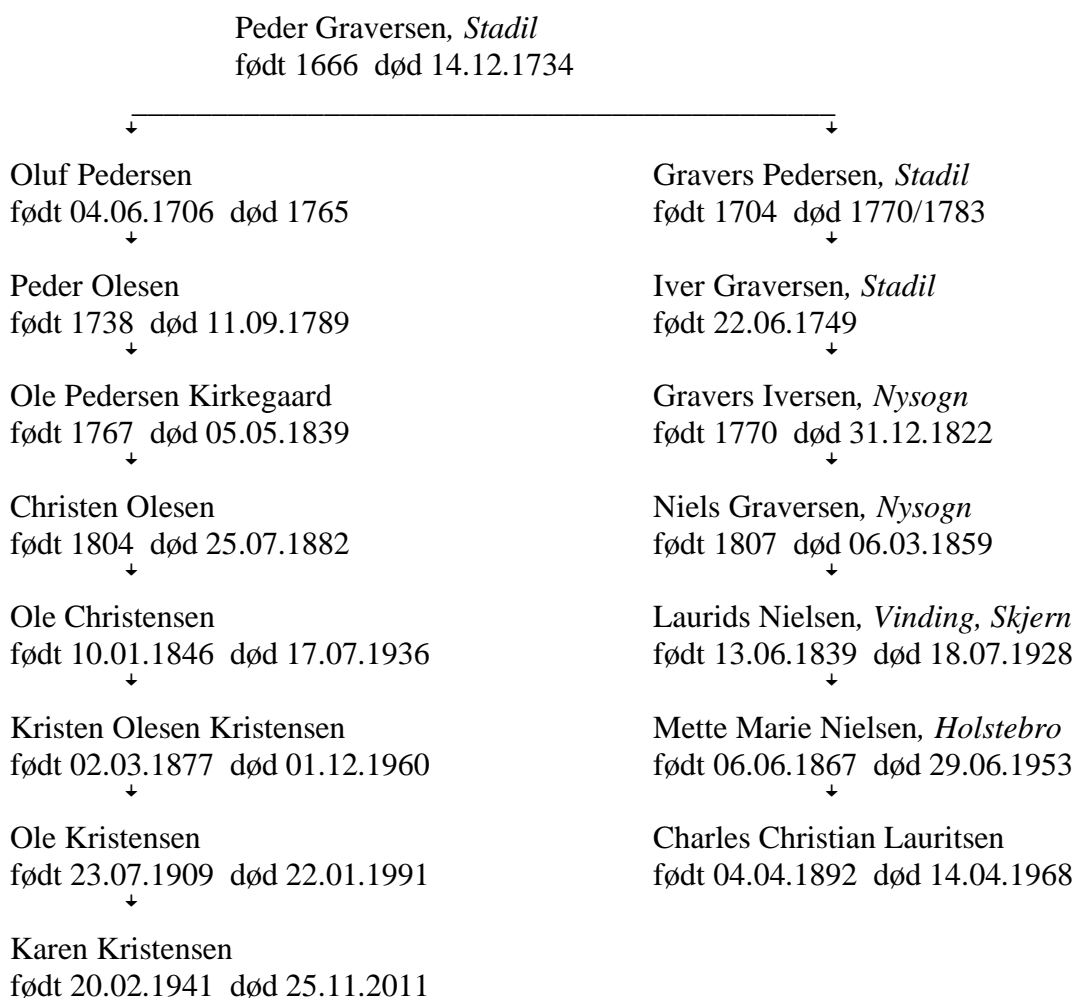 Peder Graversen, Stadil
født 1666 død 14.12.1734
Oluf Pedersen
født 04.06.1706 død 1765
Peder Olesen
født 1738 død 11.09.1789
Ole Pedersen Kirkegaard
født 1767 død 05.05.1839
Christen Olesen
født 1804 død 25.07.1882
Ole Christensen
født 10.01.1846 død 17.07.1936
Kristen Olesen Kristensen
født 02.03.1877 død 01.12.1960
Ole Kristensen
født 23.07.1909 død 22.01.1991
Karen Kristensen
født 20.02.1941 død 25.11.2011
Gravers Pedersen, Stadil
født 1704 død 1770/1783
Iver Graversen, Stadil
født 22.06.1749
Gravers Iversen, Nysogn
født 1770 død 31.12.1822
Niels Graversen, Nysogn
født 1807 død 06.03.1859
Laurids Nielsen, Vinding, Skjern
født 13.06.1839 død 18.07.1928
Mette Marie Nielsen, Holstebro
født 06.06.1867 død 29.06.1953
Charles Christian Lauritsen
født 04.04.1892 død 14.04.1968